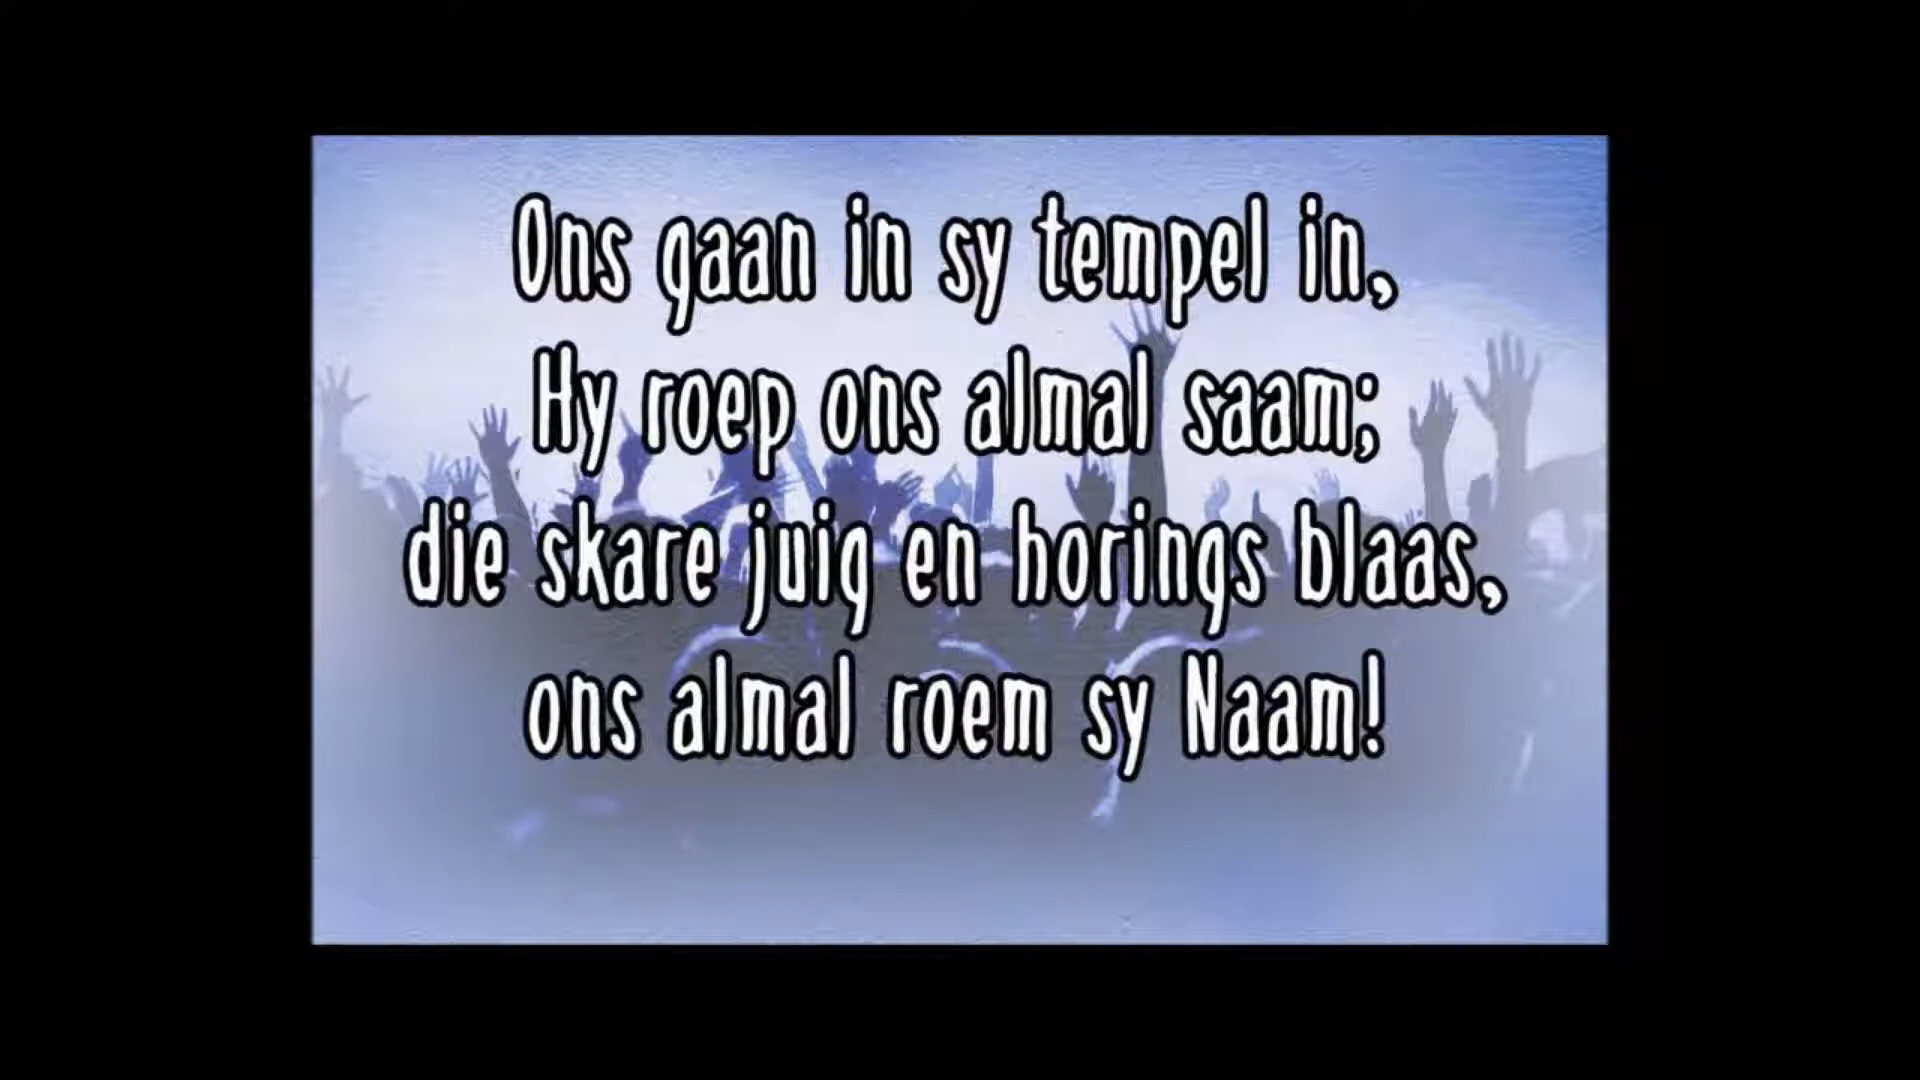 Ons gaan in sy tempel in,
Hy roep ons almal saam;
die skare juig en horings blaas,
ons almal roem sy Naam!